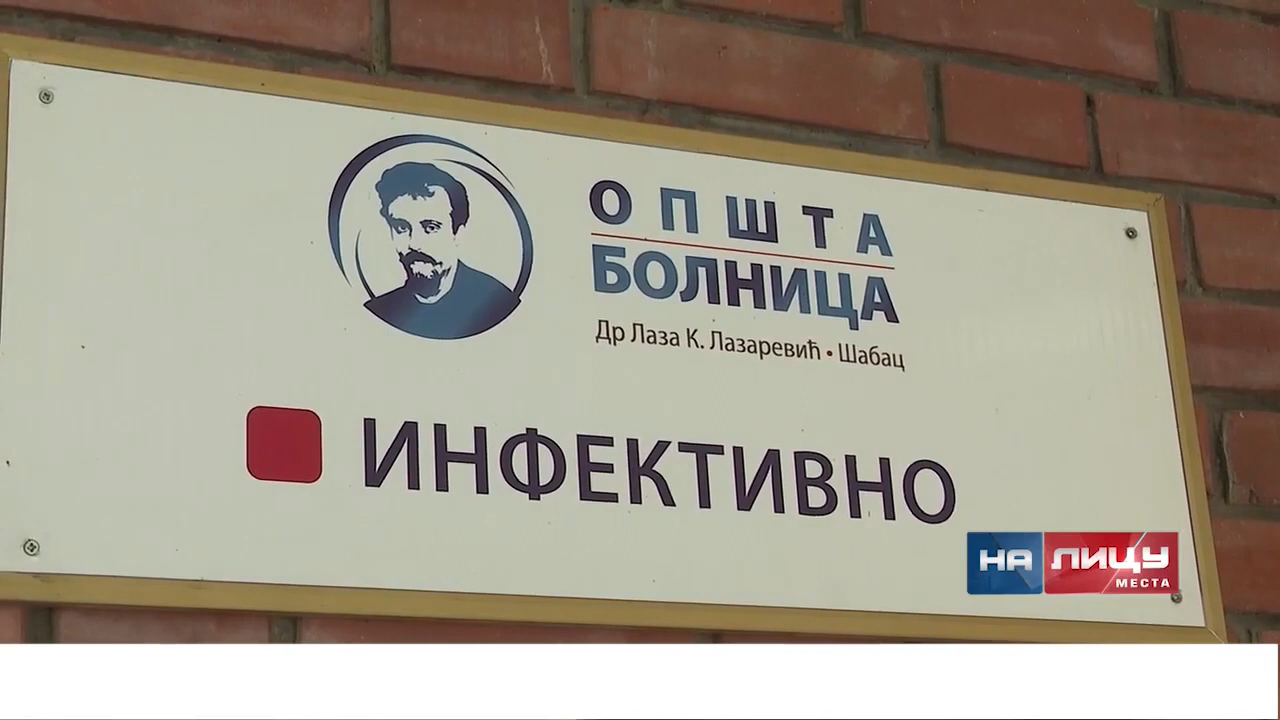 ОПШТА
БОЛНИЦА
Др Лаза К. Лазаревић • Шабац
ИНФЕКТИВНО
НА ЛИЦУ
МЕСТА